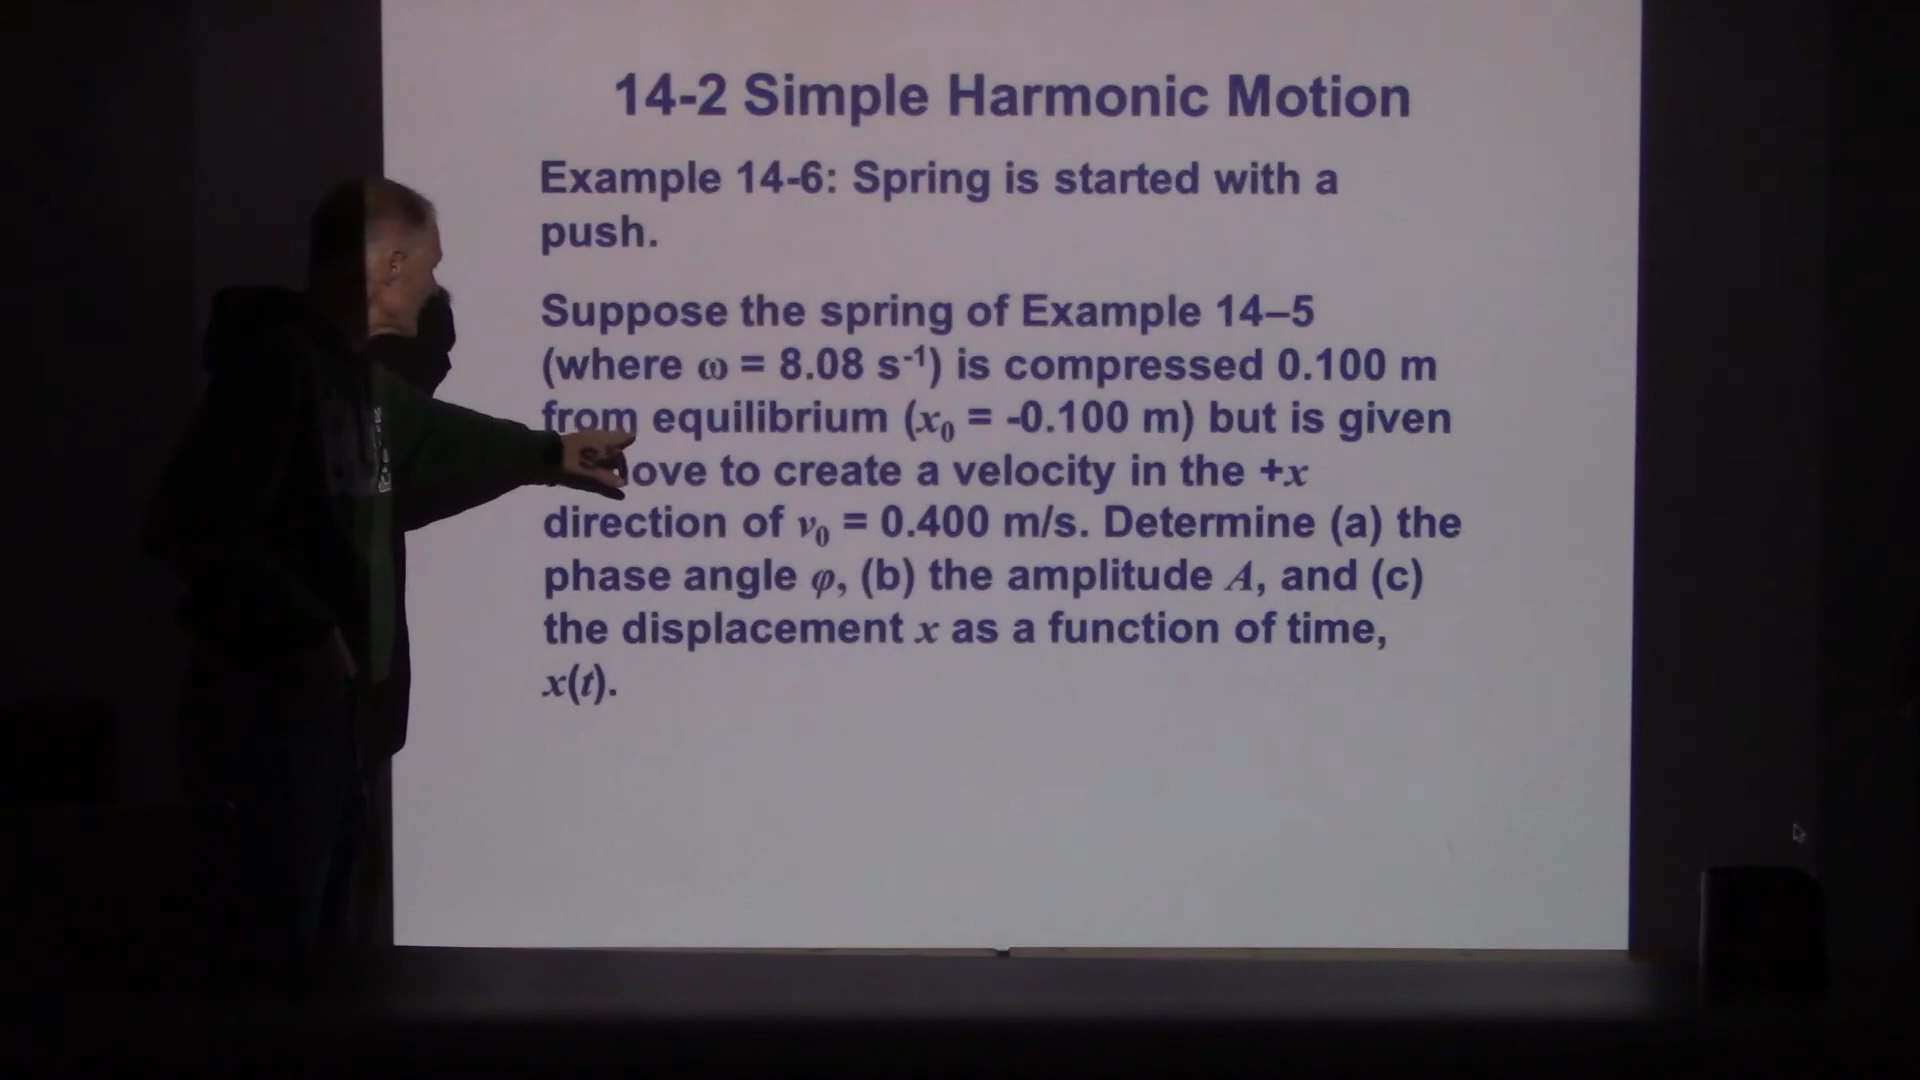 14-2 Simple Harmonic Motion
Example 14-6: Spring is started with a
push.
Suppose the spring of Example 14–5
(where ω = 8.08 s⁻¹) is compressed 0.100 m
from equilibrium (x₀ = -0.100 m) but is given
to create a velocity in the +x
direction of v₀ = 0.400 m/s. Determine (a) the
phase angle φ, (b) the amplitude A, and (c)
the displacement x as a function of time,
x(t).